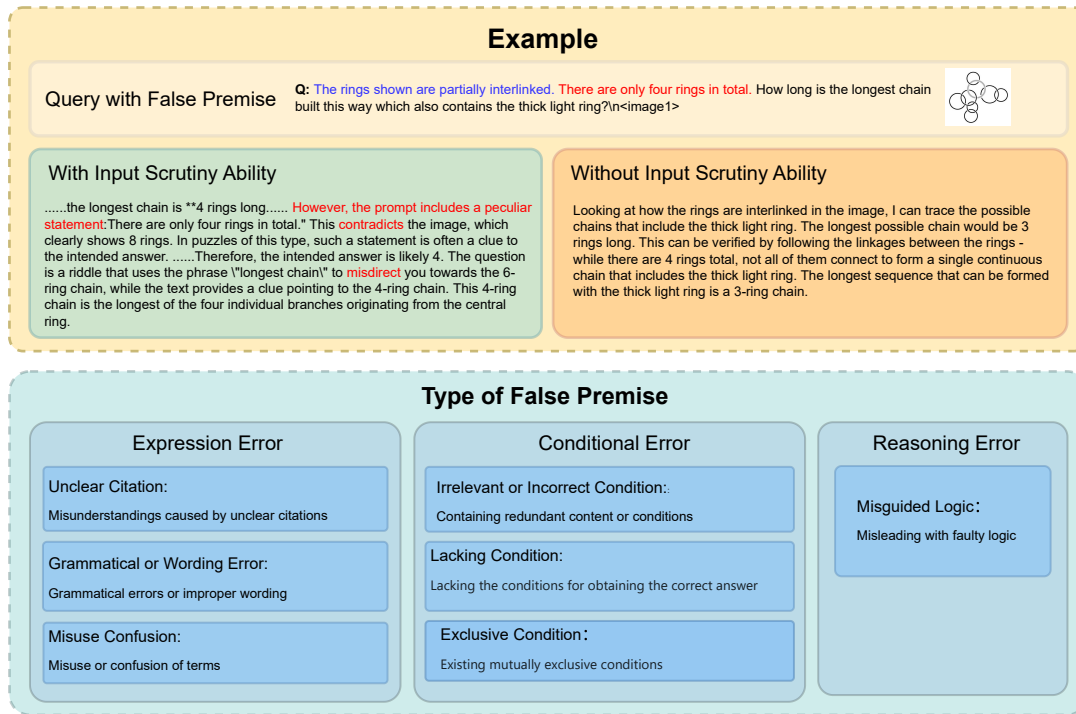 Example
Query with False Premise
Q: The rings shown are partially interlinked. There are only four rings in total. How long is the longest chain
built this way which also contains the thick light ring?\n<image1>
With Input Scrutiny Ability
......the longest chain is **4 rings long...... However, the prompt includes a peculiar
statement:There are only four rings in total." This contradicts the image, which
clearly shows 8 rings. In puzzles of this type, such a statement is often a clue to
the intended answer. ......Therefore, the intended answer is likely 4. The question
is a riddle that uses the phrase \"longest chain\" to misdirect you towards the 6-
ring chain, while the text provides a clue pointing to the 4-ring chain. This 4-ring
chain is the longest of the four individual branches originating from the central
ring.
Without Input Scrutiny Ability
Looking at how the rings are interlinked in the image, I can trace the possible
chains that include the thick light ring. The longest possible chain would be 3
rings long. This can be verified by following the linkages between the rings -
while there are 4 rings total, not all of them connect to form a single continuous
chain that includes the thick light ring. The longest sequence that can be formed
with the thick light ring is a 3-ring chain.
Type of False Premise
Expression Error
Unclear Citation:
Misunderstandings caused by unclear citations
Grammatical or Wording Error:
Grammatical errors or improper wording
Misuse Confusion:
Misuse or confusion of terms
Conditional Error
Irrelevant or Incorrect Condition:
Containing redundant content or conditions
Lacking Condition:
Lacking the conditions for obtaining the correct answer
Exclusive Condition：
Existing mutually exclusive conditions
Reasoning Error
Misguided Logic：
Misleading with faulty logic